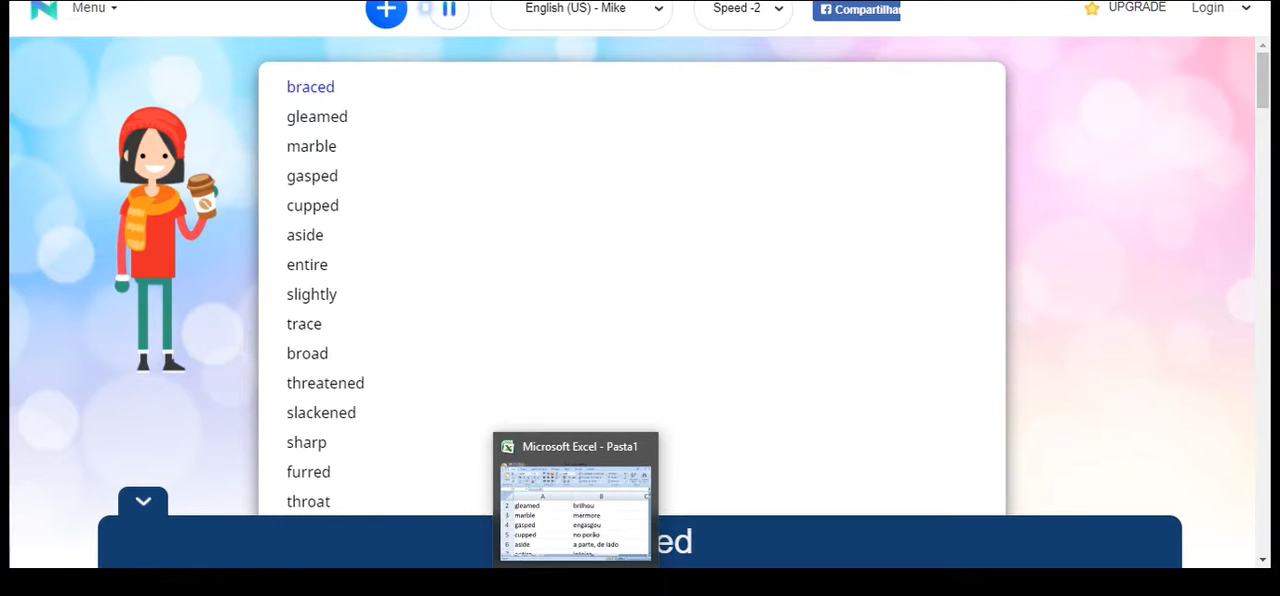 Menu
English (US) - Mike
Speed -2
Compartilhar
UPGRADE
Login
braced
gleamed
marble
gasped
cupped
aside
entire
slightly
trace
broad
threatened
slackened
sharp
furred
throat
Microsoft Excel - Pasta1
A B
2 gleamed brilhou
3 marble mármore
4 gasped engasgou
5 cupped no porão
6 aside a parte, de lado
ed